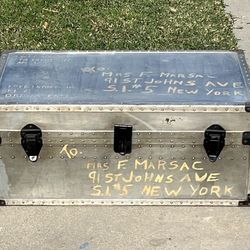 To.
MRS F MARSAC
91 ST JOHNS AVE
S.I. #5 NEW YORK
To.
MRS F MARSAC
91 ST JOHNS AVE
S.I. #5 NEW YORK